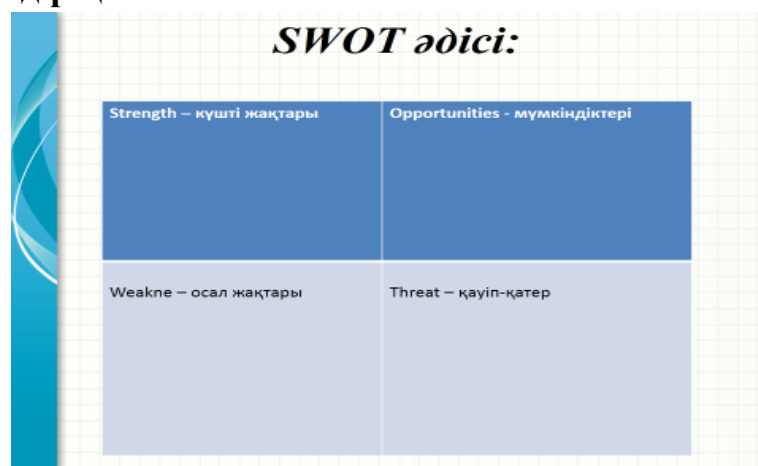 SWOT әдісі:
Strength – күшті жақтары
Opportunities - мүмкіндіктері
Weakne – осал жақтары
Threat – қауіп-қатер